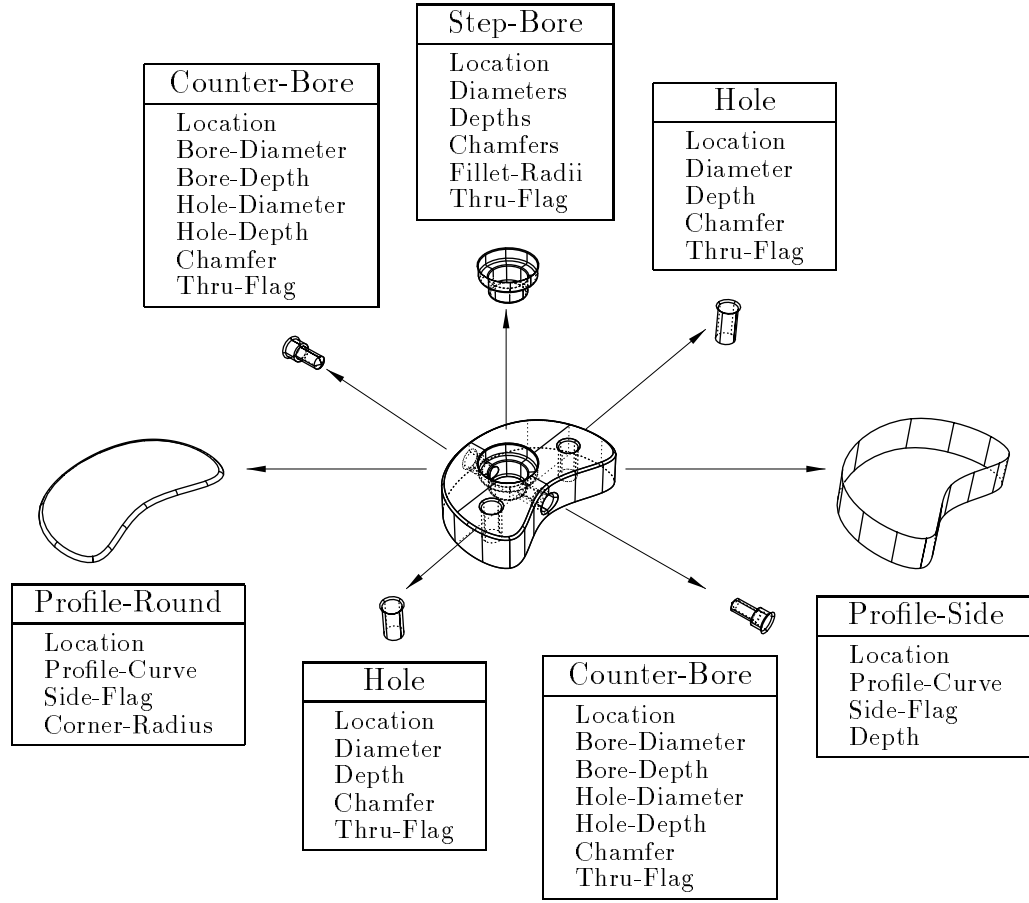 Step-Bore
Location
Diameters
Depths
Chamfers
Fillet-Radii
Thru-Flag
Counter-Bore
Location
Bore-Diameter
Bore-Depth
Hole-Diameter
Hole-Depth
Chamfer
Thru-Flag
Hole
Location
Diameter
Depth
Chamfer
Thru-Flag
Profile-Round
Location
Profile-Curve
Side-Flag
Corner-Radius
Hole
Location
Diameter
Depth
Chamfer
Thru-Flag
Counter-Bore
Location
Bore-Diameter
Bore-Depth
Hole-Diameter
Hole-Depth
Chamfer
Thru-Flag
Profile-Side
Location
Profile-Curve
Side-Flag
Depth